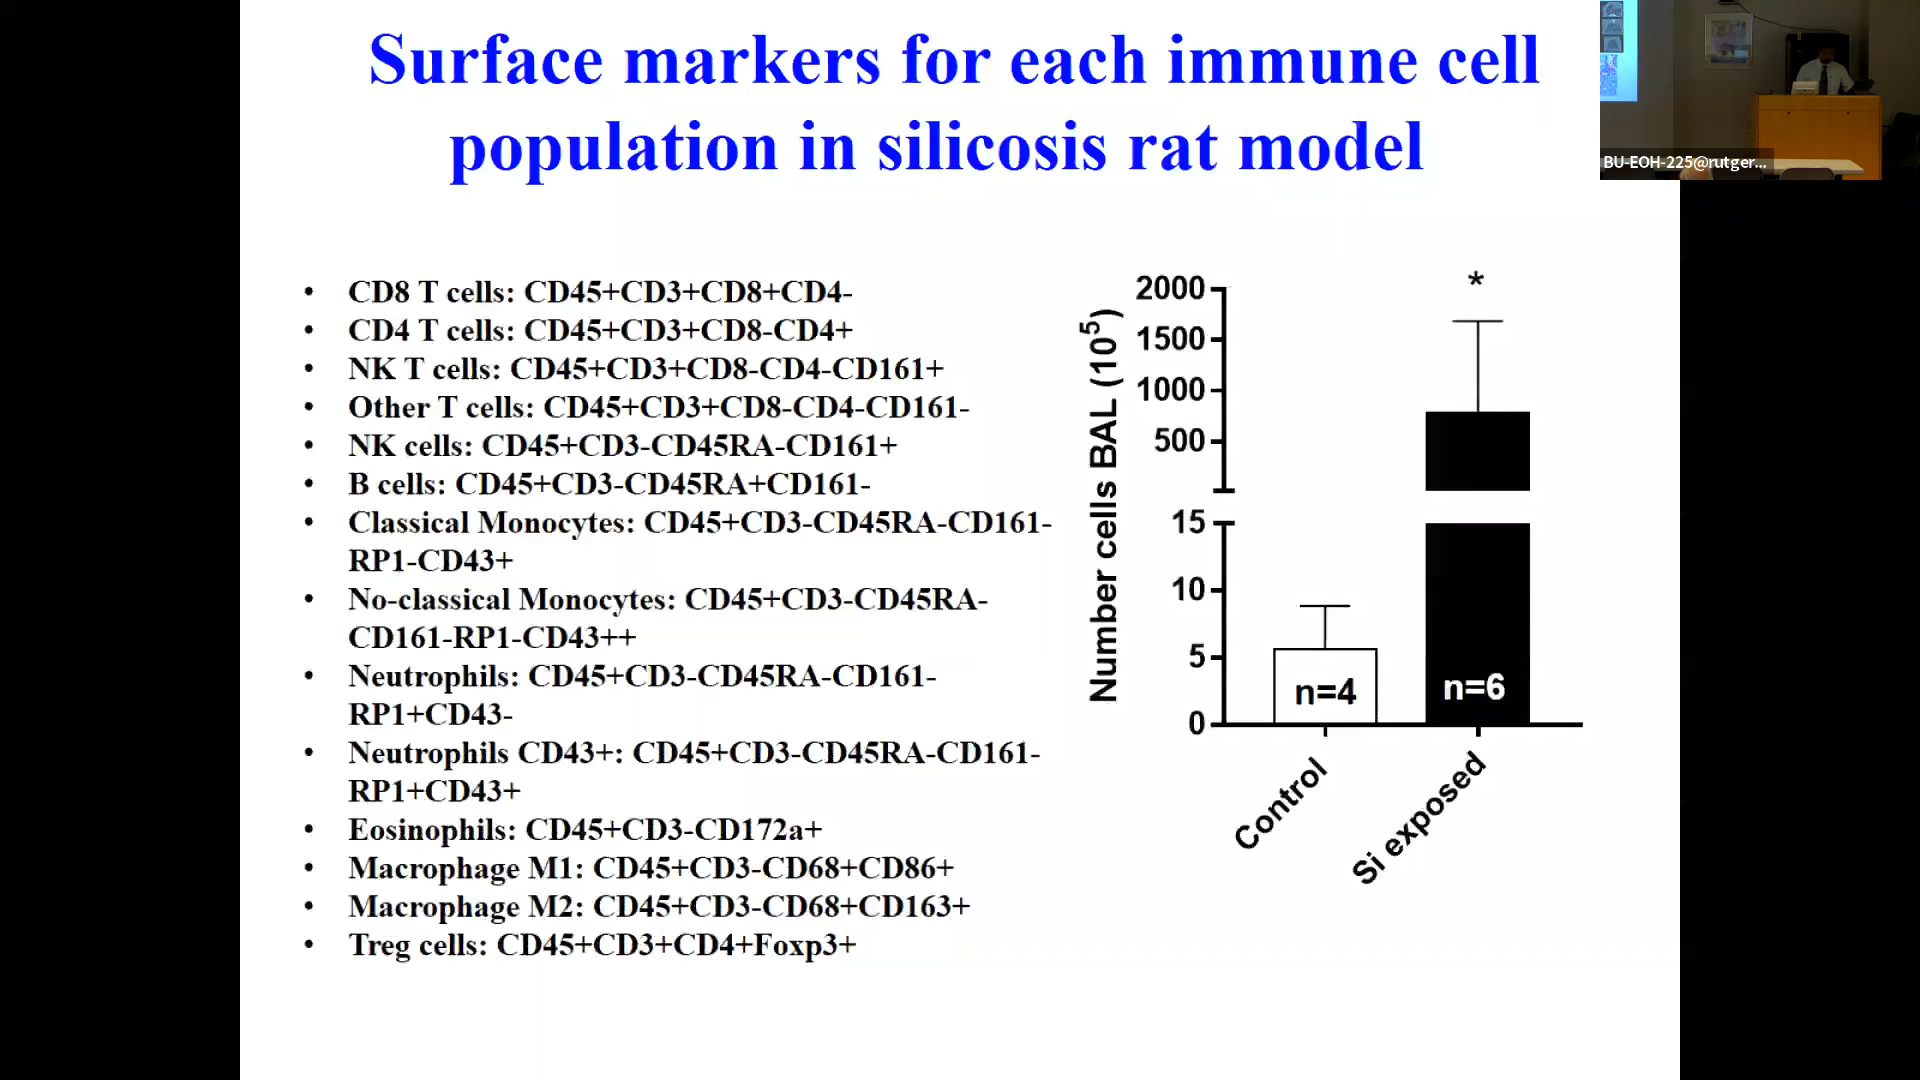 Surface markers for each immune cell
population in silicosis rat model
BU-EOH-225@rutger...
• CD8 T cells: CD45+CD3+CD8+CD4-
• CD4 T cells: CD45+CD3+CD8-CD4+
• NK T cells: CD45+CD3+CD8-CD4-CD161+
• Other T cells: CD45+CD3+CD8-CD4-CD161-
• NK cells: CD45+CD3-CD45RA-CD161+
• B cells: CD45+CD3-CD45RA+CD161-
• Classical Monocytes: CD45+CD3-CD45RA-CD161-
RP1-CD43+
• No-classical Monocytes: CD45+CD3-CD45RA-
CD161-RP1-CD43++
• Neutrophils: CD45+CD3-CD45RA-CD161-
RP1+CD43-
• Neutrophils CD43+: CD45+CD3-CD45RA-CD161-
RP1+CD43+
• Eosinophils: CD45+CD3-CD172a+
• Macrophage M1: CD45+CD3-CD68+CD86+
• Macrophage M2: CD45+CD3-CD68+CD163+
• Treg cells: CD45+CD3+CD4+Foxp3+
Number cells BAL (10⁵)
2000
1500
1000
500
15
10
5
0
*
n=4
n=6
Control
Si exposed